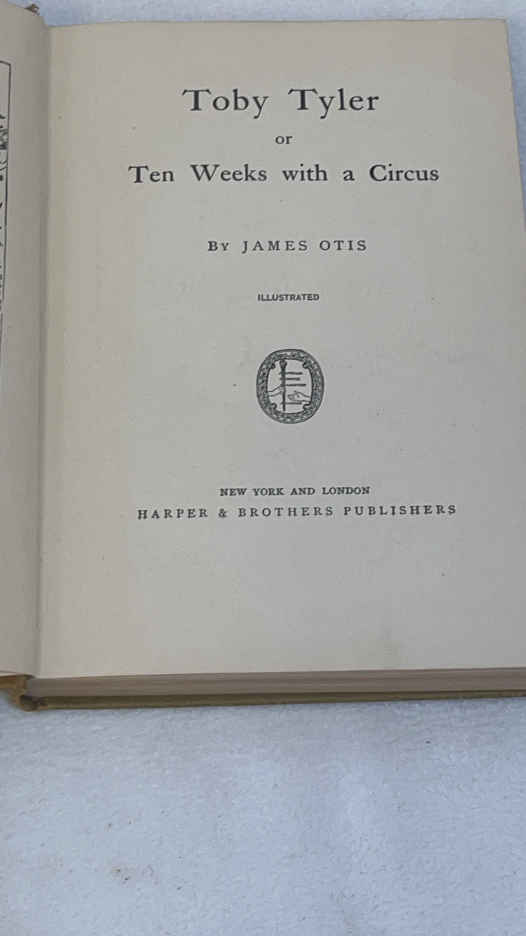 Toby Tyler
or
Ten Weeks with a Circus
By JAMES OTIS
ILLUSTRATED
NEW YORK AND LONDON
HARPER & BROTHERS PUBLISHERS